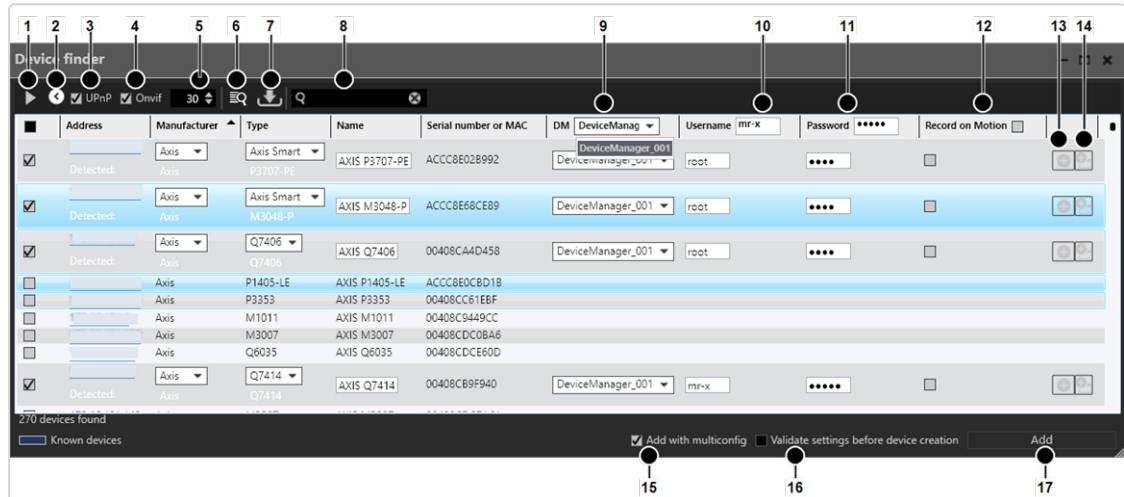 1 2 3 4 5 6 7 8 9 10 11 12 13 14
Device finder
UPnP Onvif 30
Address Manufacturer Type Name Serial number or MAC DM DeviceManag Username mr-x Password ••••• Record on Motion
DeviceManager_001
Axis Axis Smart AXIS P3707-PE ACCC8E02B992 DeviceManager_001 root ••••
Detected: Axis P3707-PE
Axis Axis Smart AXIS M3048-P ACCC8E68CE89 DeviceManager_001 root ••••
Detected: Axis M3048-P
Axis Q7406 AXIS Q7406 00408CA4D458 DeviceManager_001 root ••••
Detected: Axis Q7406
Axis P1405-LE AXIS P1405-LE ACCC8E0CBD1B
Axis P3353 AXIS P3353 00408CC61EBF
Axis M1011 AXIS M1011 00408C9449CC
Axis M3007 AXIS M3007 00408CDC0BA6
Axis Q6035 AXIS Q6035 00408CDCE60D
Axis Q7414 AXIS Q7414 00408CB9F940 DeviceManager_001 mr-x •••••
Detected: Axis Q7414
270 devices found
Known devices Add with multiconfig Validate settings before device creation Add
15 16 17